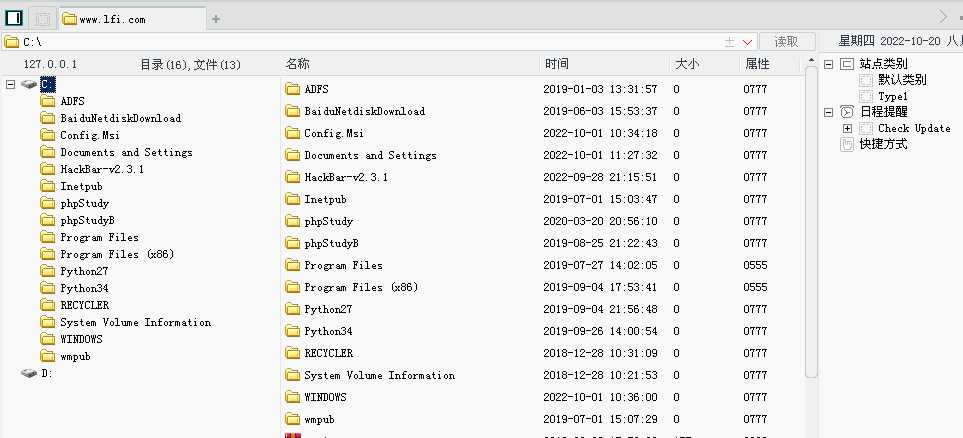 www.lfi.com
C:\
读取
星期四 2022-10-20
127.0.0.1 目录(16),文件(13)
名称 时间 大小 属性
C:
ADFS
BaiduNetdiskDownload
Config.Msi
Documents and Settings
HackBar-v2.3.1
Inetpub
phpStudy
phpStudyB
Program Files
Program Files (x86)
Python27
Python34
RECYCLER
System Volume Information
WINDOWS
wmpub
D:
ADFS 2019-01-03 13:31:57 0 0777
BaiduNetdiskDownload 2019-06-03 15:53:37 0 0777
Config.Msi 2022-10-01 10:34:18 0 0777
Documents and Settings 2022-10-01 11:27:32 0 0777
HackBar-v2.3.1 2022-09-28 21:15:51 0 0777
Inetpub 2019-07-01 15:03:47 0 0777
phpStudy 2020-03-20 20:56:10 0 0777
phpStudyB 2019-08-25 21:22:43 0 0777
Program Files 2019-07-27 14:02:05 0 0555
Program Files (x86) 2019-09-04 17:53:41 0 0555
Python27 2019-09-04 21:56:48 0 0777
Python34 2019-09-26 14:00:54 0 0777
RECYCLER 2018-12-28 10:31:09 0 0777
System Volume Information 2018-12-28 10:21:53 0 0777
WINDOWS 2022-10-01 10:36:00 0 0777
wmpub 2019-07-01 15:07:29 0 0777
站点类别
默认类别
Type1
日程提醒
Check Update
快捷方式